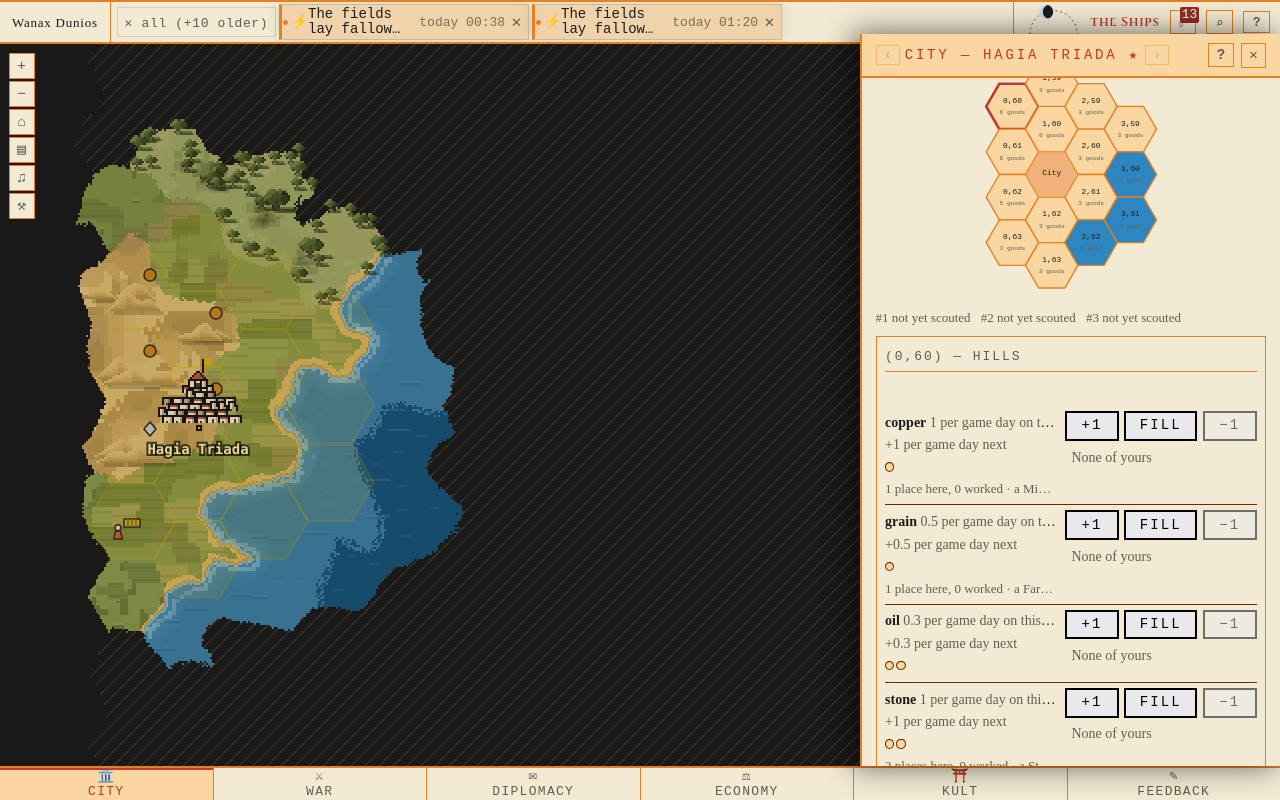 Wanax Dunios
✕ all (+10 older)
⚡The fields lay fallow… today 00:38 ✕
⚡The fields lay fallow… today 01:20 ✕
THE SHIPS
13
?
‹ CITY — HAGIA TRIADA ★ › ? ✕
3 goods
0,60
6 goods
2,59
3 goods
1,60
6 goods
3,59
2 goods
0,61
6 goods
2,60
3 goods
City
3,60
0,62
5 goods
2,61
3 goods
3,61
1,62
3 goods
0,63
3 goods
2,62
1,63
3 goods
#1 not yet scouted #2 not yet scouted #3 not yet scouted
(0,60) — HILLS
copper 1 per game day on t… +1 FILL −1
+1 per game day next None of yours
1 place here, 0 worked · a Mi…
grain 0.5 per game day on t… +1 FILL −1
+0.5 per game day next None of yours
1 place here, 0 worked · a Far…
oil 0.3 per game day on this… +1 FILL −1
+0.3 per game day next None of yours
stone 1 per game day on thi… +1 FILL −1
+1 per game day next None of yours
Hagia Triada
CITY
WAR
DIPLOMACY
ECONOMY
KULT
FEEDBACK